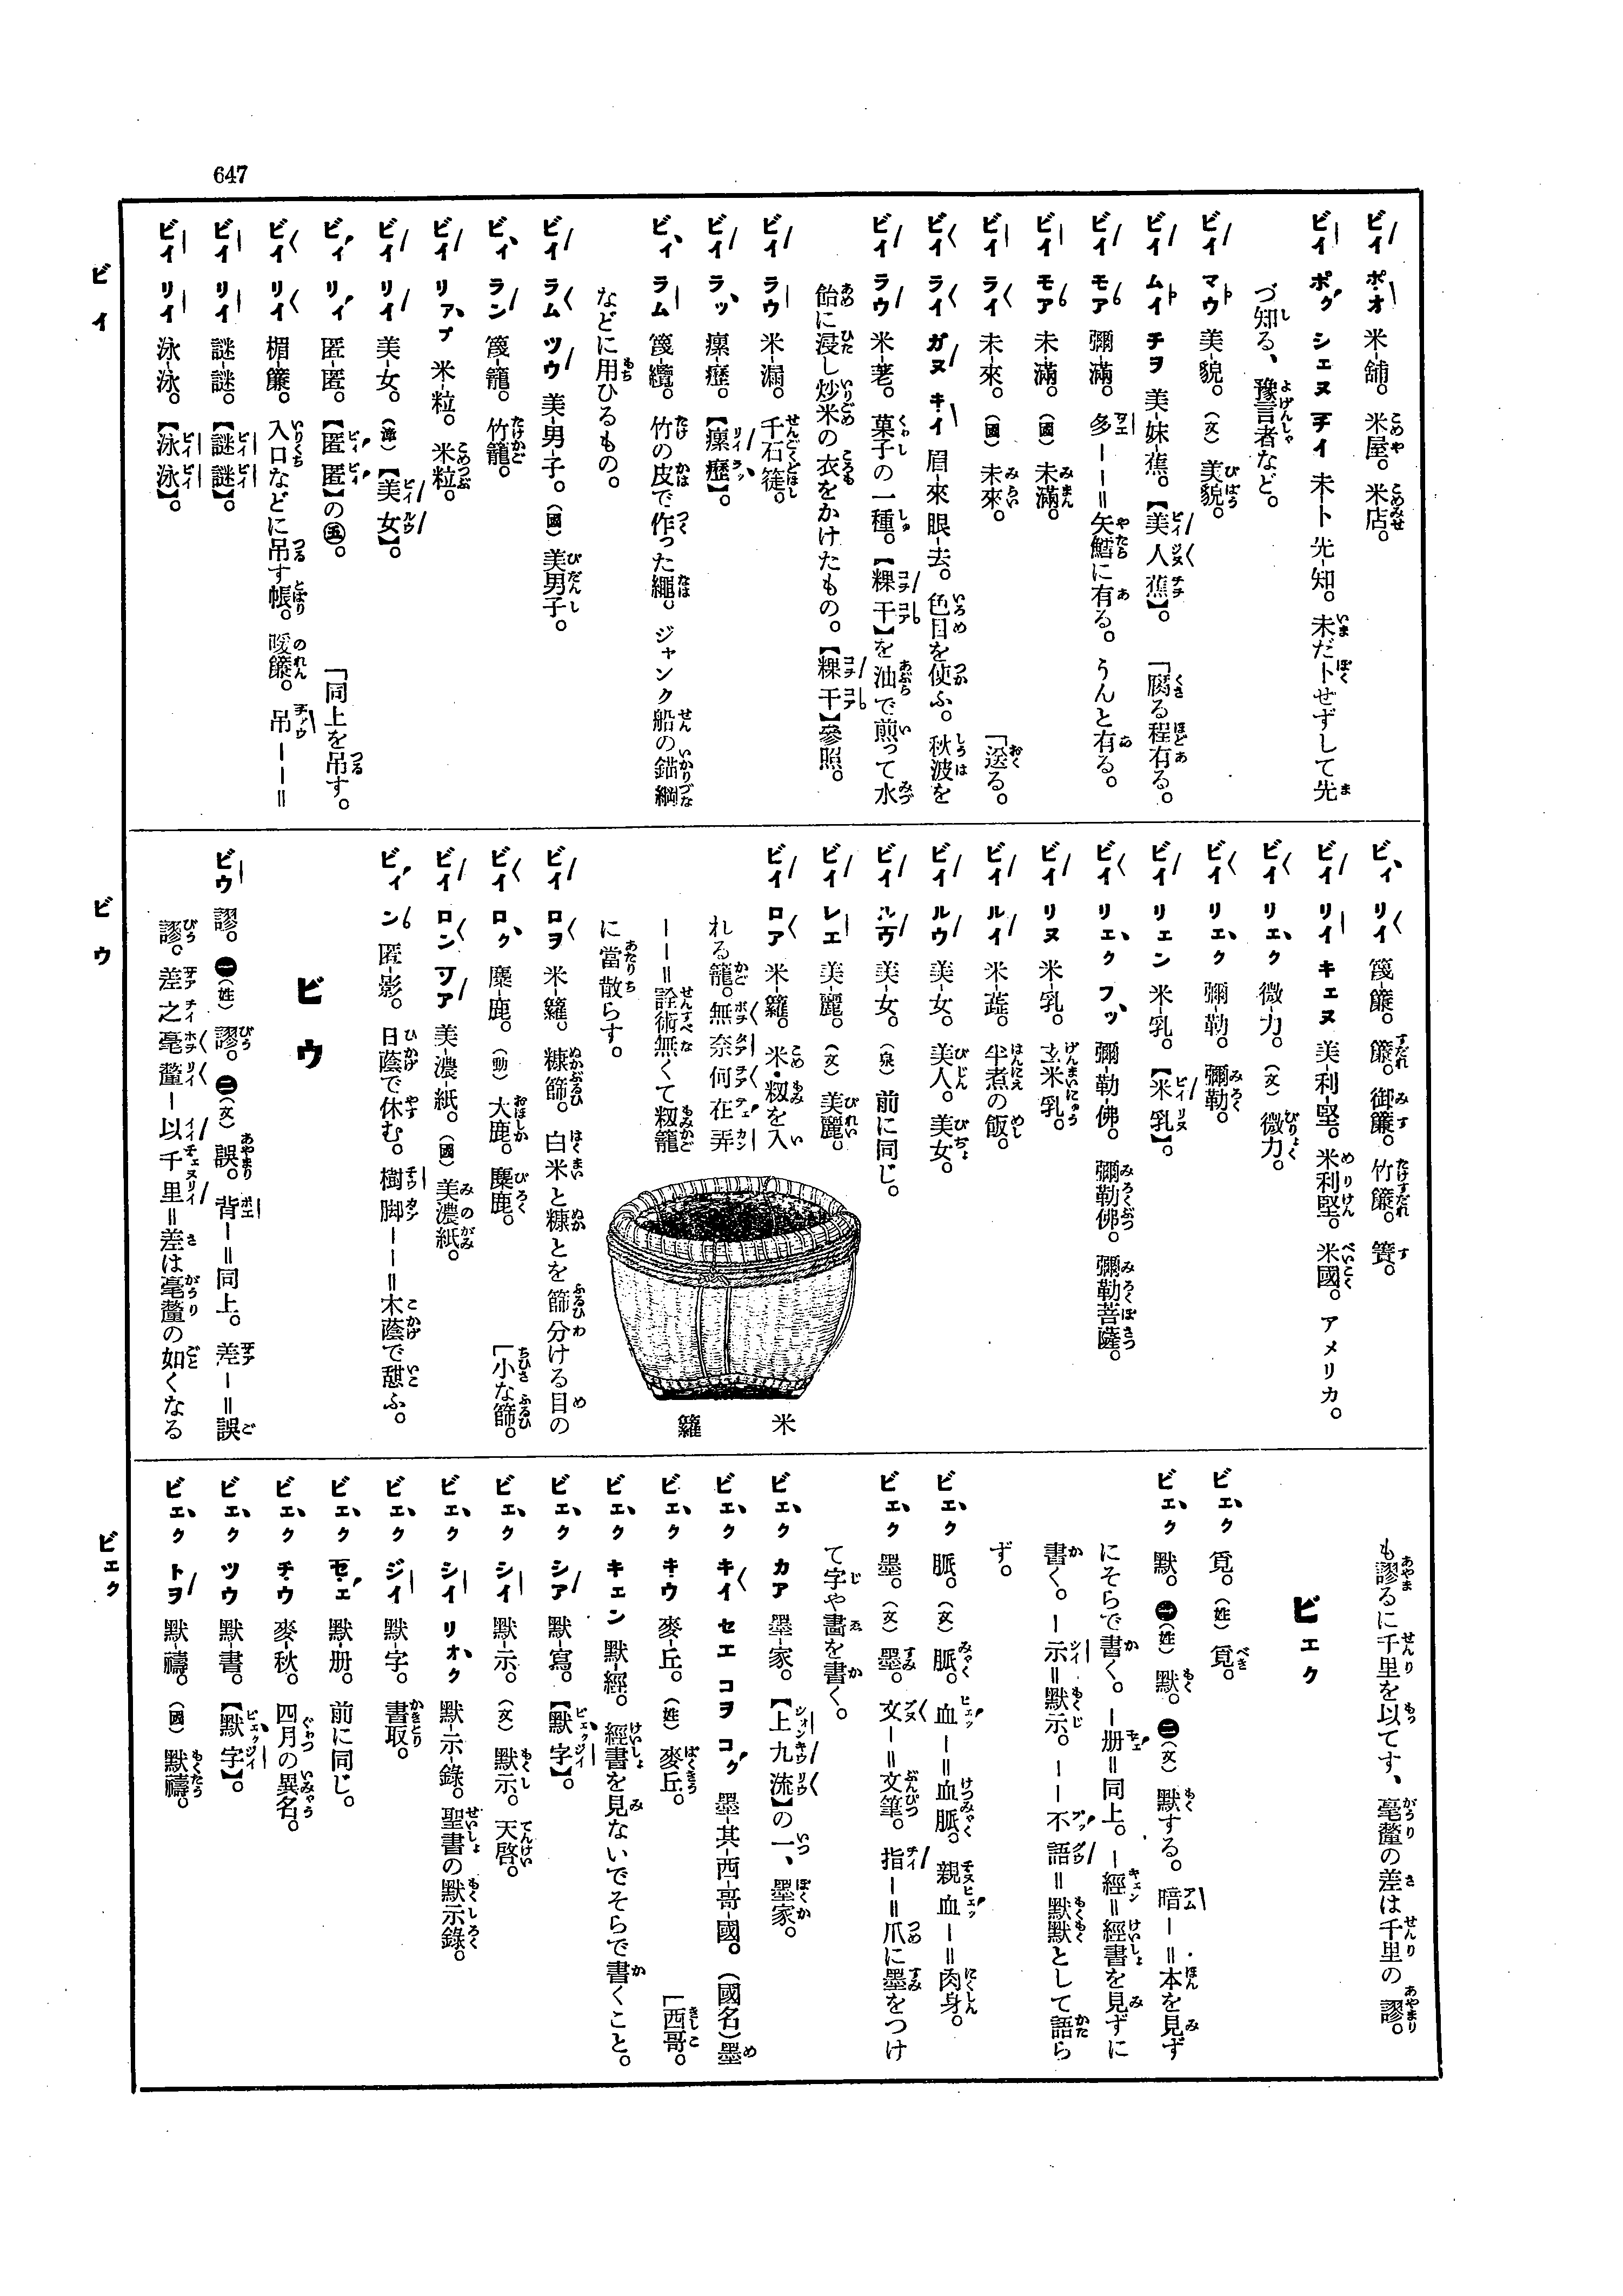 647
ビイ ポオ 米-舖。米屋。米店。
ビイ ポク シェヌ チイ 未-卜 先-知。未だ卜せずして先
づ知る、豫言者など。
ビイ マウ 美-貌。(文)美貌。
ビイ ムイ チヲ 美-妹-蕉。【美人蕉】。「腐る程有る。
ビイ モア 彌-滿。多ーー=矢鱈に有る。うんと有る。
ビイ モア 未-滿。(國)未滿。
ビイ ライ 未-來。(國)未來。「送る。
ビイ ライ ガヌ キイ 眉-來 眼-去。色目を使ふ。秋波を
ビイ ラウ 米-荖。菓子の一種。【粿干】を油で煎って水
飴に浸し炒米の衣をかけたもの。【粿干】參照。
ビイ ラウ 米-漏。千石簁。
ビイ ラッ 瘰-癧。【瘰癧】。
ビイ ラム 篾-纜。竹の皮で作った繩。ジャンク船の錨綱
などに用ひるもの。
ビイ ラム ツウ 美-男-子。(國)美男子。
ビイ ラン 篾-籠。竹籠。
ビイ リアプ 米-粒。米粒。
ビイ リイ 美-女。【美女】。
ビイ リイ 匿-匿。【匿匿】の㊄。「同上を吊す。
ビイ リイ 楣-簾。入口などに吊す帳。暖簾。吊ーー=
ビイ リイ 謎-謎。【謎謎】。
ビイ リイ 泳-泳。【泳泳】。
ビイ リイ 篾-簾。簾。御簾。竹簾。簀。
ビイ リイ キェヌ 美-利-堅。米利堅。米國。アメリカ。
ビイ リェク 微-力。(文)微力。
ビイ リェク 彌-勒。彌勒。
ビイ リェン 米-乳。【米乳】。
ビイ リェク フッ 彌-勒-佛。彌勒佛。彌勒菩薩。
ビイ リヌ 米-乳。玄米乳。
ビイ ルイ 米-蕋。半煮の飯。
ビイ ルウ 美-女。美人。美女。
ビイ ルウ 美-女。(泉)前に同じ。
ビイ レエ 美-麗。(文)美麗。
ビイ ロア 米-籮。米・籾を入
れる籠。無奈何在弄
ーー=詮術無くて籾籠
に當散らす。
米籮
ビイ ロヲ 米-籮。糠篩。白米と糠とを篩分ける目の
ビイ ロク 麋-鹿。(動)大鹿。麋鹿。「小な篩。
ビイ ロン ツァ 美-濃-紙。(國)美濃紙。
ビイ ン 匿-影。日蔭で休む。樹脚ーー=木蔭で憩ふ。
ビウ
ビウ 謬。㊀(姓)謬。㊁(文)誤。背ー=同上。差ー=誤
謬。差之毫釐ー以千里=差は毫釐の如くなる
も謬るに千里を以てす、毫釐の差は千里の謬。
ビェク
ビェク 覓。(姓)覓。
ビェク 默。㊀(姓)默。㊁(文)默する。暗ー=本を見ず
にそらで書く。ー册=同上。ー經=經書を見ずに
書く。ー示=默示。ーー不語=默默として語ら
ず。
ビェク 脈。(文)脈。血ー=血脈。親血ー=肉身。
ビェク 墨。(文)墨。文ー=文筆。指ー=爪に墨をつけ
て字や畵を書く。
ビェク カア 墨-家。【上九流】の一、墨家。
ビェク キイ セエ コヲ コク 墨-其-西-哥-國。(國名)墨
ビェク キウ 麥-丘。(姓)麥丘。「西哥。
ビェク キェン 默-經。經書を見ないでそらで書くこと。
ビェク シア 默-寫。【默字】。
ビェク シイ 默-示。(文)默示。天啓。
ビェク シイ リオク 默-示-錄。聖書の默示錄。
ビェク ジイ 默-字。書取。
ビェク セェ 默-册。前に同じ。
ビェク チウ 麥-秋。四月の異名。
ビェク ツウ 默-書。【默字】。
ビェク トヲ 默-禱。(國)默禱。
ビイ
ビウ
ビェク